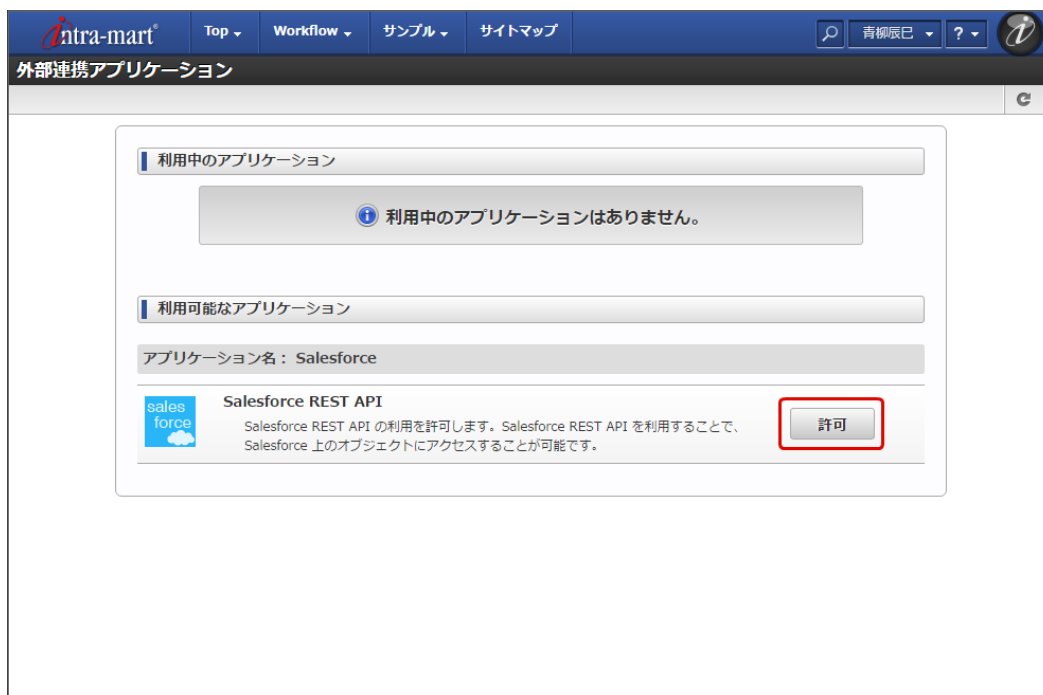 intra-mart® Top Workflow サンプル サイトマップ 青柳辰巳 ?
外部連携アプリケーション
利用中のアプリケーション
利用中のアプリケーションはありません。
利用可能なアプリケーション
アプリケーション名： Salesforce
sales
force
Salesforce REST API
Salesforce REST API の利用を許可します。Salesforce REST API を利用することで、
Salesforce 上のオブジェクトにアクセスすることが可能です。
許可